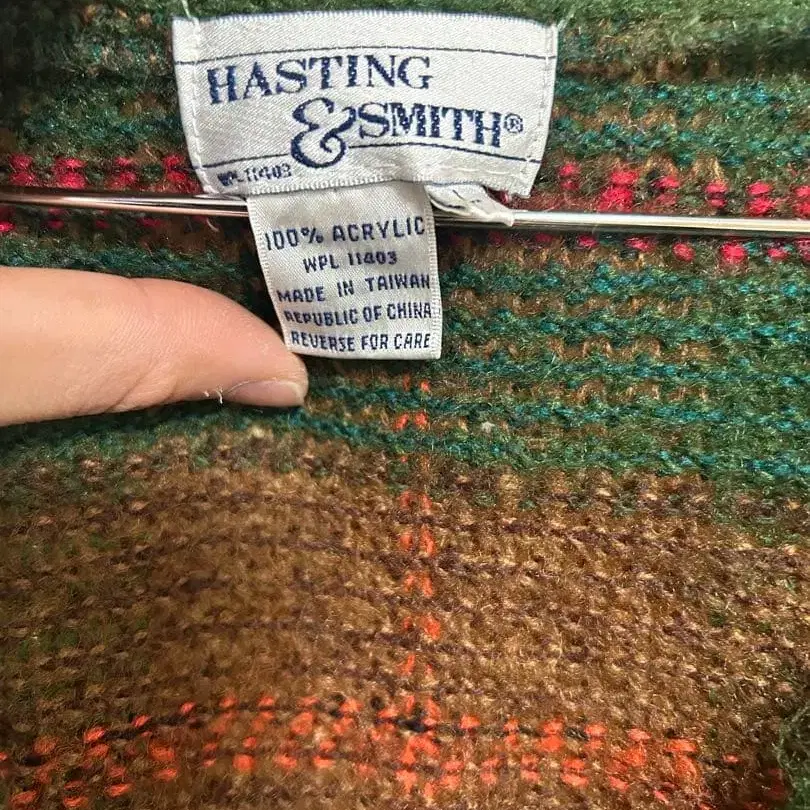 HASTING
&SMITH®
WPL 11403
100% ACRYLIC
WPL 11403
MADE IN TAIWAN
REPUBLIC OF CHINA
REVERSE FOR CARE